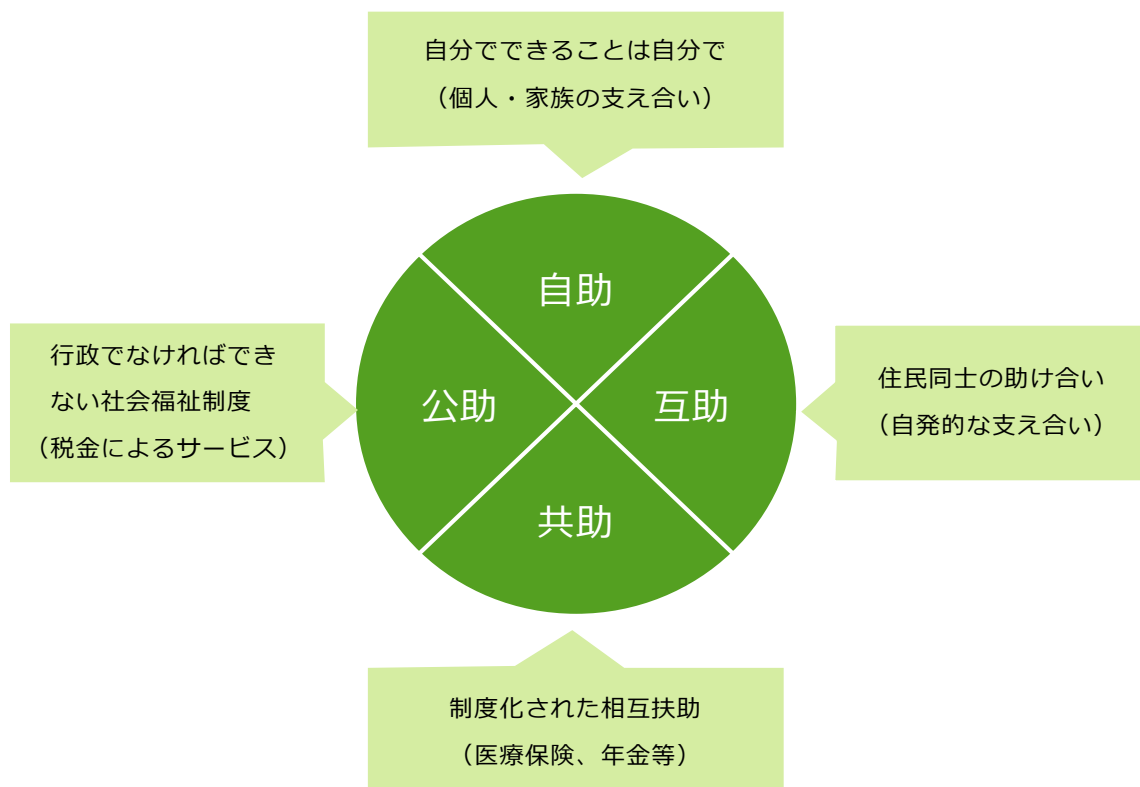 自分でできることは自分で
（個人・家族の支え合い）
自助
行政でなければでき
ない社会福祉制度
（税金によるサービス）
公助
互助
住民同士の助け合い
（自発的な支え合い）
共助
制度化された相互扶助
（医療保険、年金等）